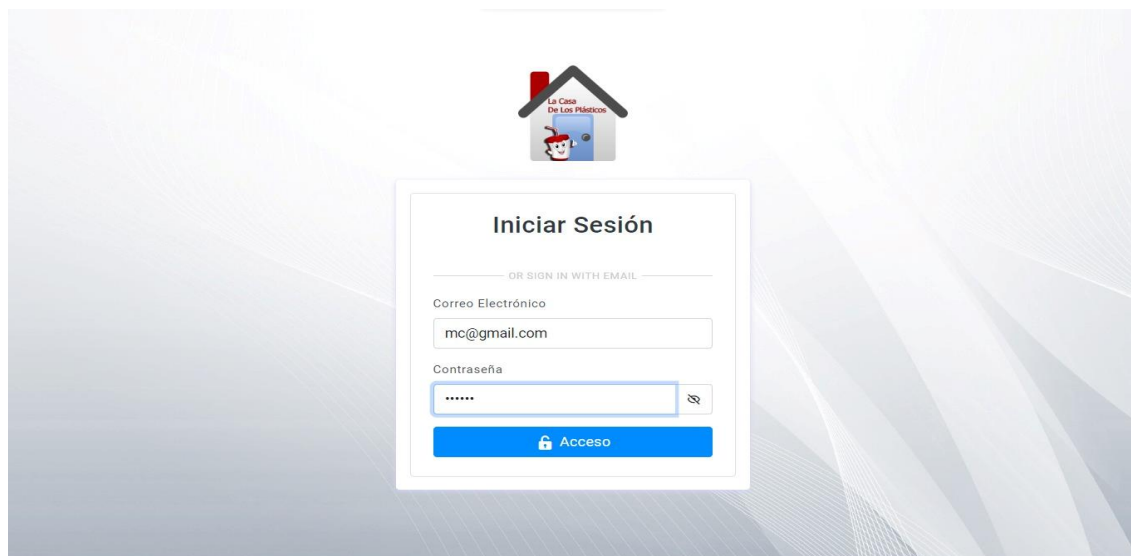 La Casa
De Los Plásticos
Iniciar Sesión
OR SIGN IN WITH EMAIL
Correo Electrónico
mc@gmail.com
Contraseña
••••••
Acceso